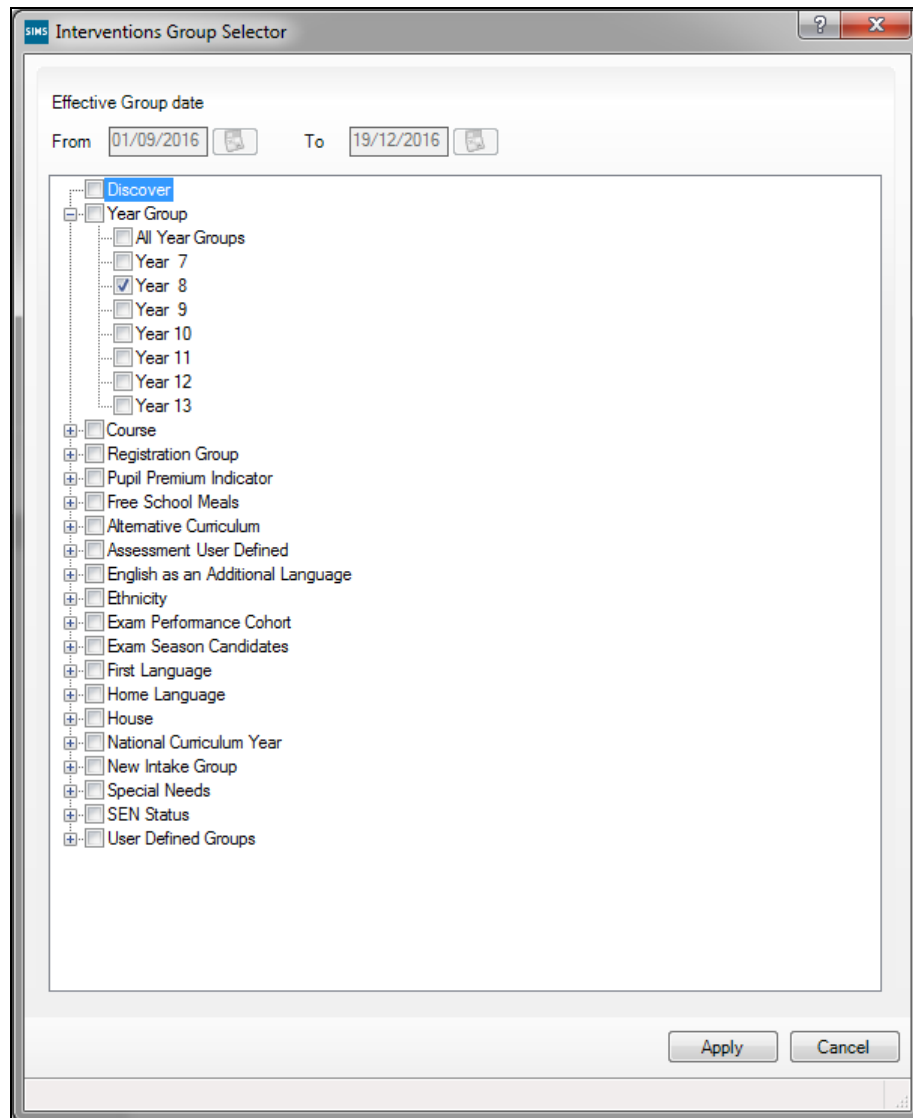 SIMS Interventions Group Selector
Effective Group date
From 01/09/2016 To 19/12/2016
Discover
Year Group
All Year Groups
Year 7
Year 8
Year 9
Year 10
Year 11
Year 12
Year 13
Course
Registration Group
Pupil Premium Indicator
Free School Meals
Alternative Curriculum
Assessment User Defined
English as an Additional Language
Ethnicity
Exam Performance Cohort
Exam Season Candidates
First Language
Home Language
House
National Curriculum Year
New Intake Group
Special Needs
SEN Status
User Defined Groups
Apply Cancel